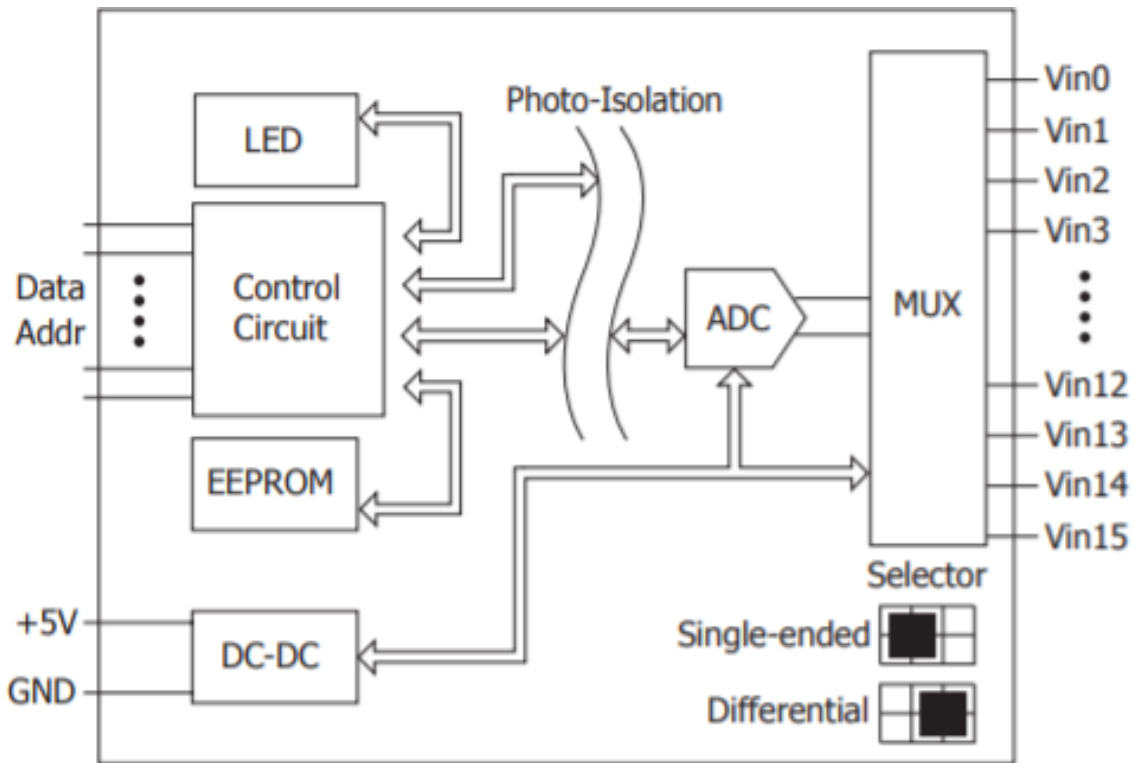 Photo-Isolation
LED
Control
Circuit
Data
Addr
EEPROM
+5V
GND
DC-DC
ADC
MUX
Vin0
Vin1
Vin2
Vin3
Vin12
Vin13
Vin14
Vin15
Selector
Single-ended
Differential